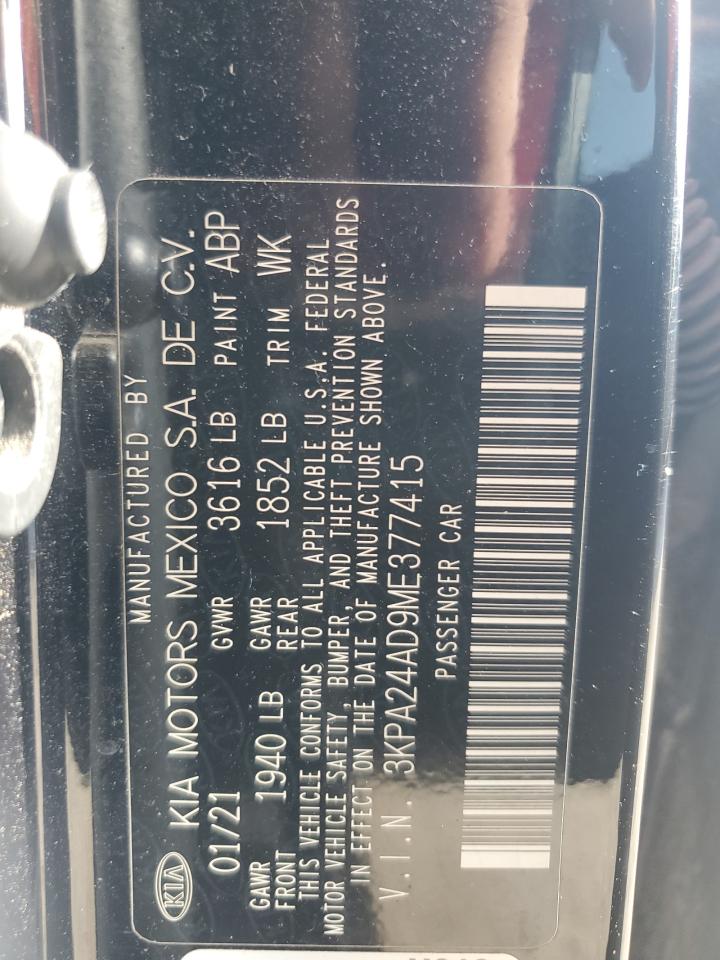 MANUFACTURED BY
KIA KIA MOTORS MEXICO S.A. DE C.V.
01/21 GVWR 3616 LB PAINT ABP
GAWR FRONT 1940 LB GAWR REAR 1852 LB TRIM WK
THIS VEHICLE CONFORMS TO ALL APPLICABLE U.S.A. FEDERAL
MOTOR VEHICLE SAFETY, BUMPER, AND THEFT PREVENTION STANDARDS
IN EFFECT ON THE DATE OF MANUFACTURE SHOWN ABOVE.
V.I.N. 3KPA24AD9ME377415
PASSENGER CAR